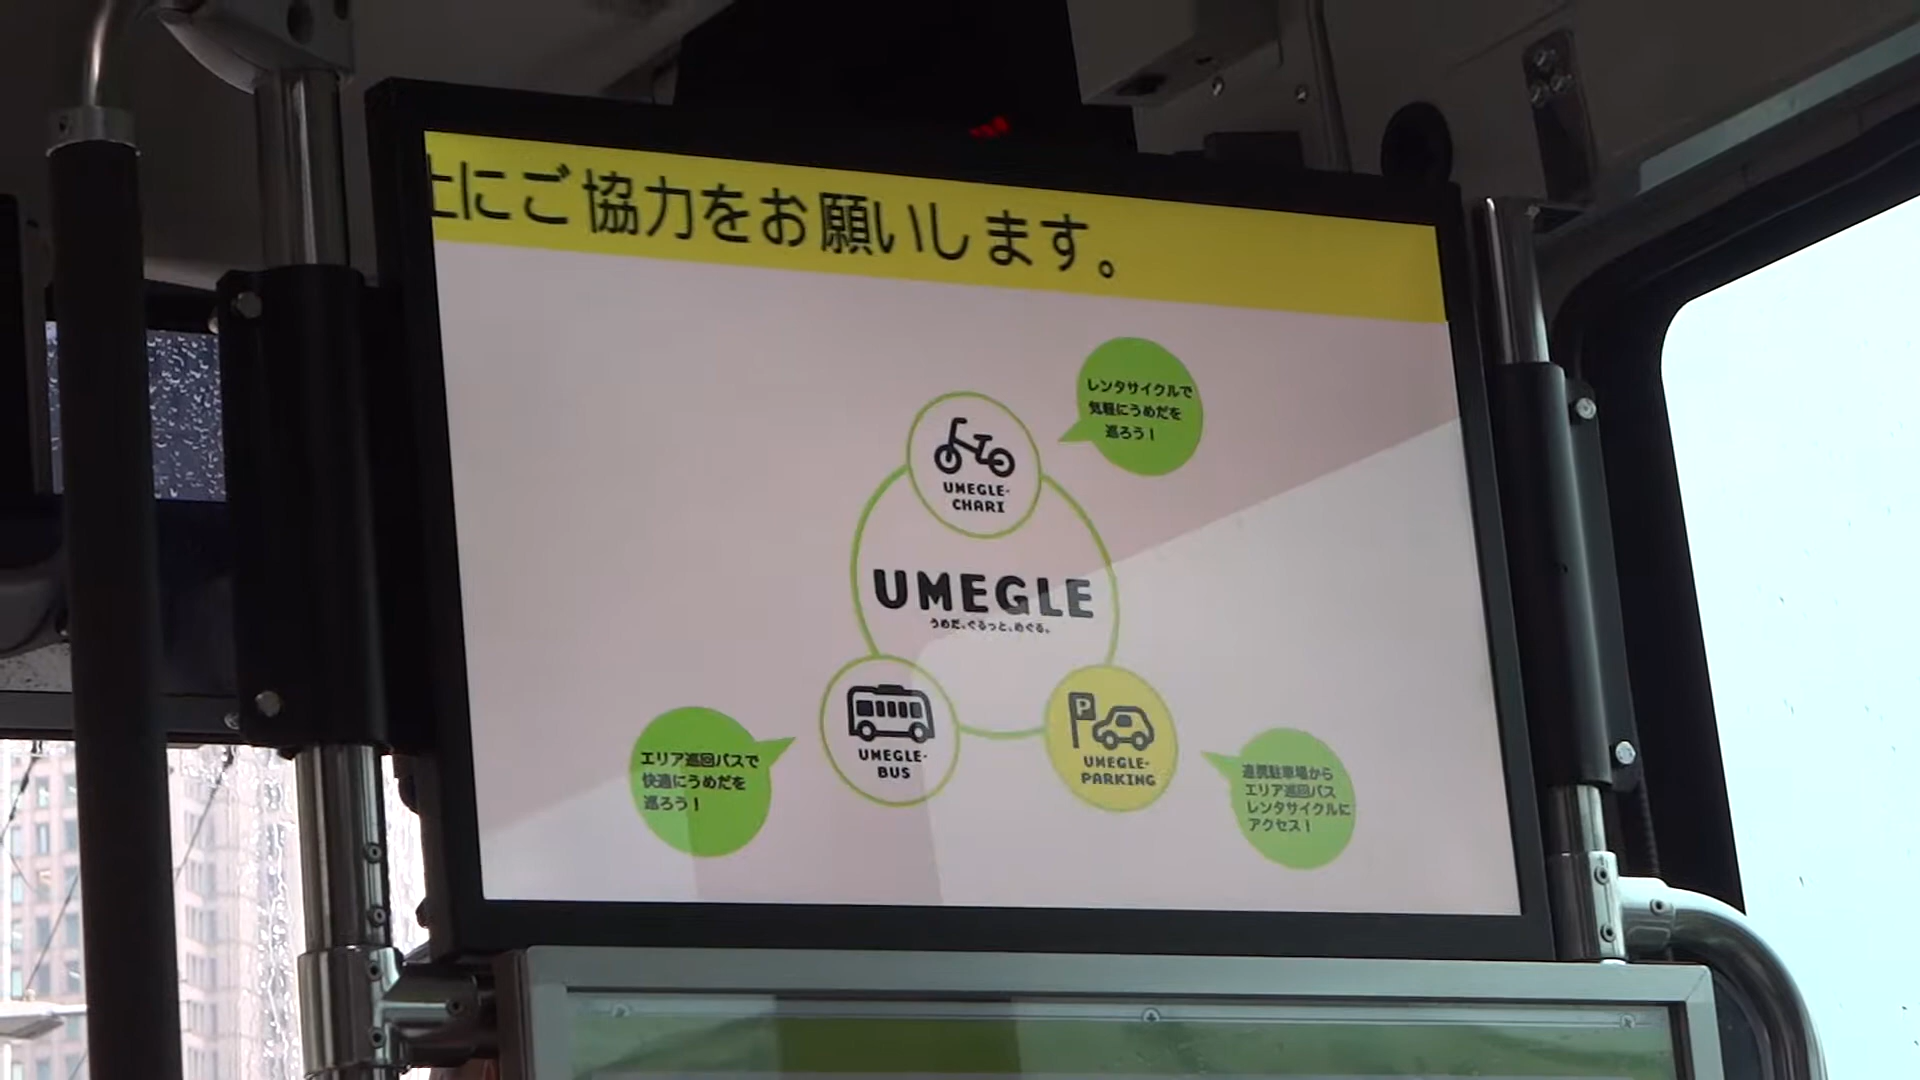 にご協力をお願いします。
レンタサイクルで
気軽にうめだを
巡ろう！
UMEGLE-
CHARI
UMEGLE
うめだ、ぐるっと、めぐる。
UMEGLE-
BUS
エリア巡回バスで
快適にうめだを
巡ろう！
P
UMEGLE-
PARKING
連携駐車場から
エリア巡回バス
レンタサイクルに
アクセス！